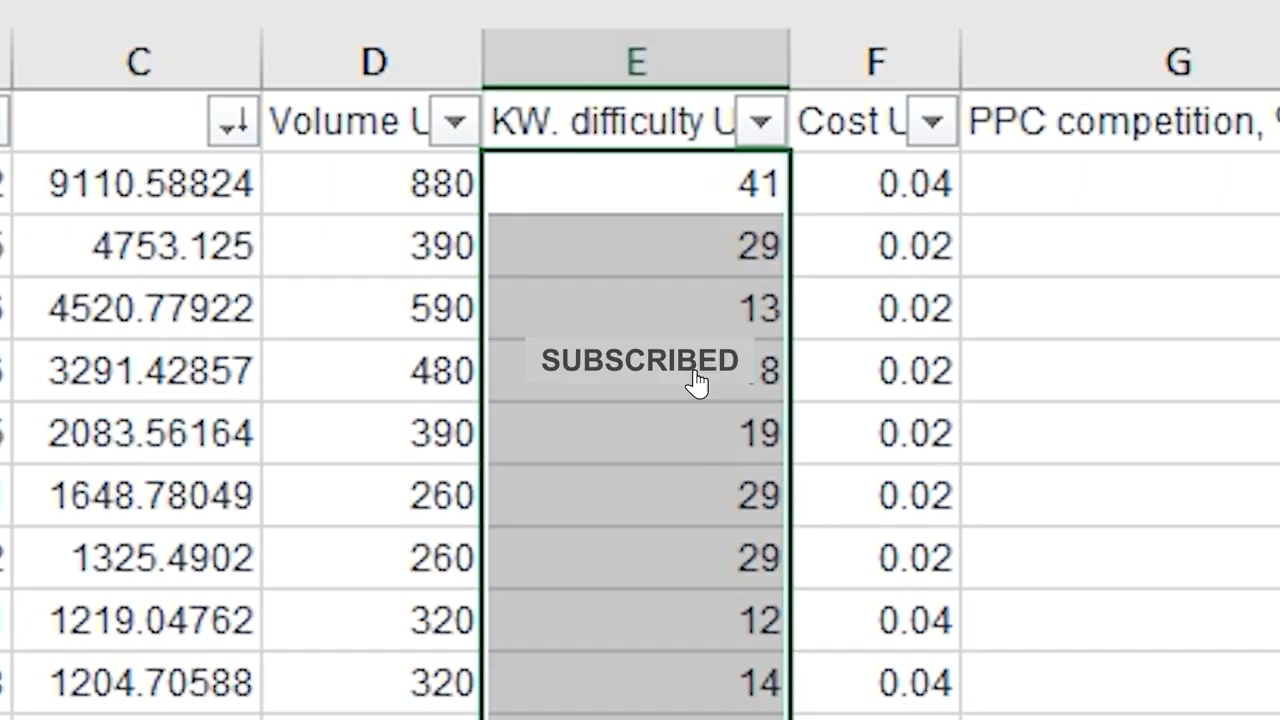 C D E F G
Volume U KW. difficulty U Cost U PPC competition,
9110.58824 880 41 0.04
4753.125 390 29 0.02
4520.77922 590 13 0.02
3291.42857 480 8 0.02
SUBSCRIBED
2083.56164 390 19 0.02
1648.78049 260 29 0.02
1325.4902 260 29 0.02
1219.04762 320 12 0.04
1204.70588 320 14 0.04